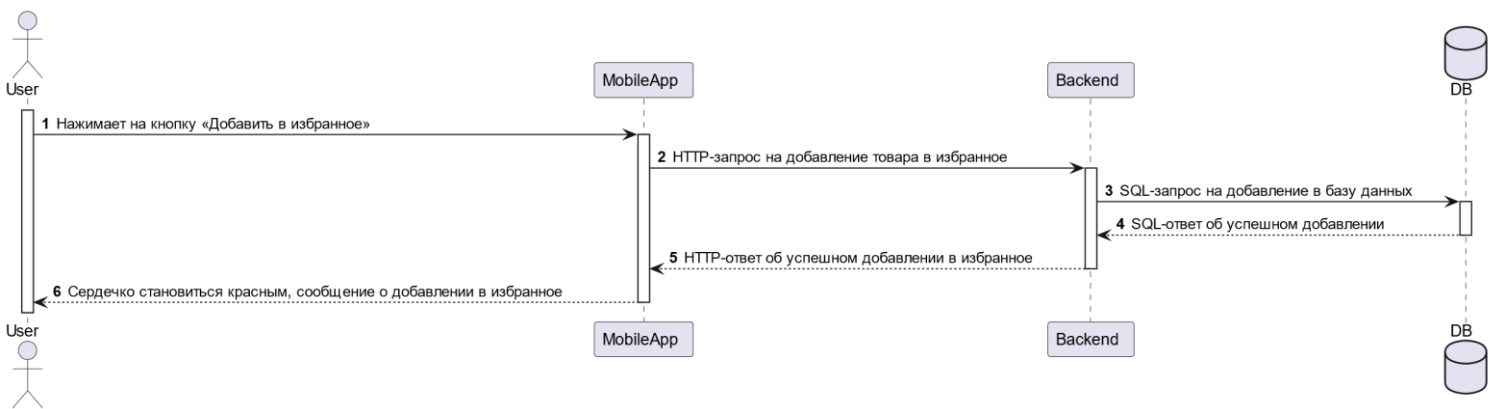 User
MobileApp
Backend
DB
1 Нажимает на кнопку «Добавить в избранное»
2 HTTP-запрос на добавление товара в избранное
3 SQL-запрос на добавление в базу данных
4 SQL-ответ об успешном добавлении
5 HTTP-ответ об успешном добавлении в избранное
6 Сердечко становиться красным, сообщение о добавлении в избранное
User
MobileApp
Backend
DB